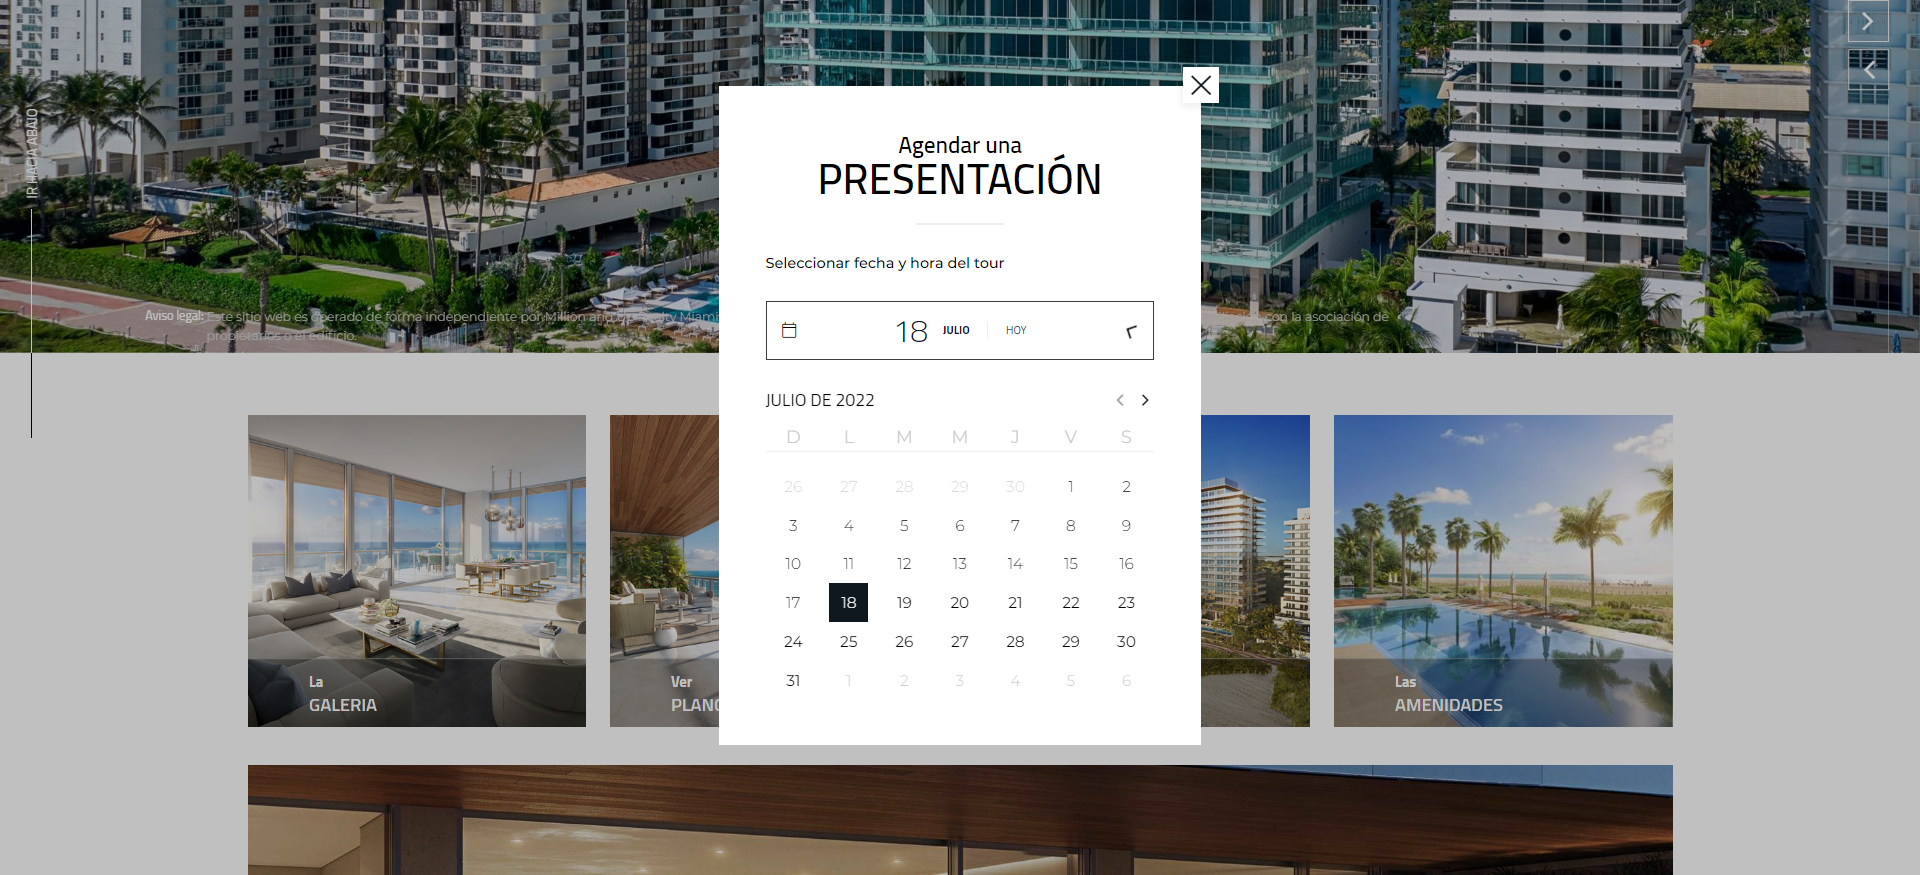 IR HACIA ABAJO
Agendar una
PRESENTACIÓN
Seleccionar fecha y hora del tour
Aviso legal: Este sitio web es operado de forma independiente por Million and Up Realty Miami
con la asociación de
propietarios o el edificio.
18 JULIO HOY
JULIO DE 2022
D L M M J V S
26 27 28 29 30 1 2
3 4 5 6 7 8 9
10 11 12 13 14 15 16
17 18 19 20 21 22 23
24 25 26 27 28 29 30
31 1 2 3 4 5 6
La
GALERIA
Ver
Las
AMENIDADES